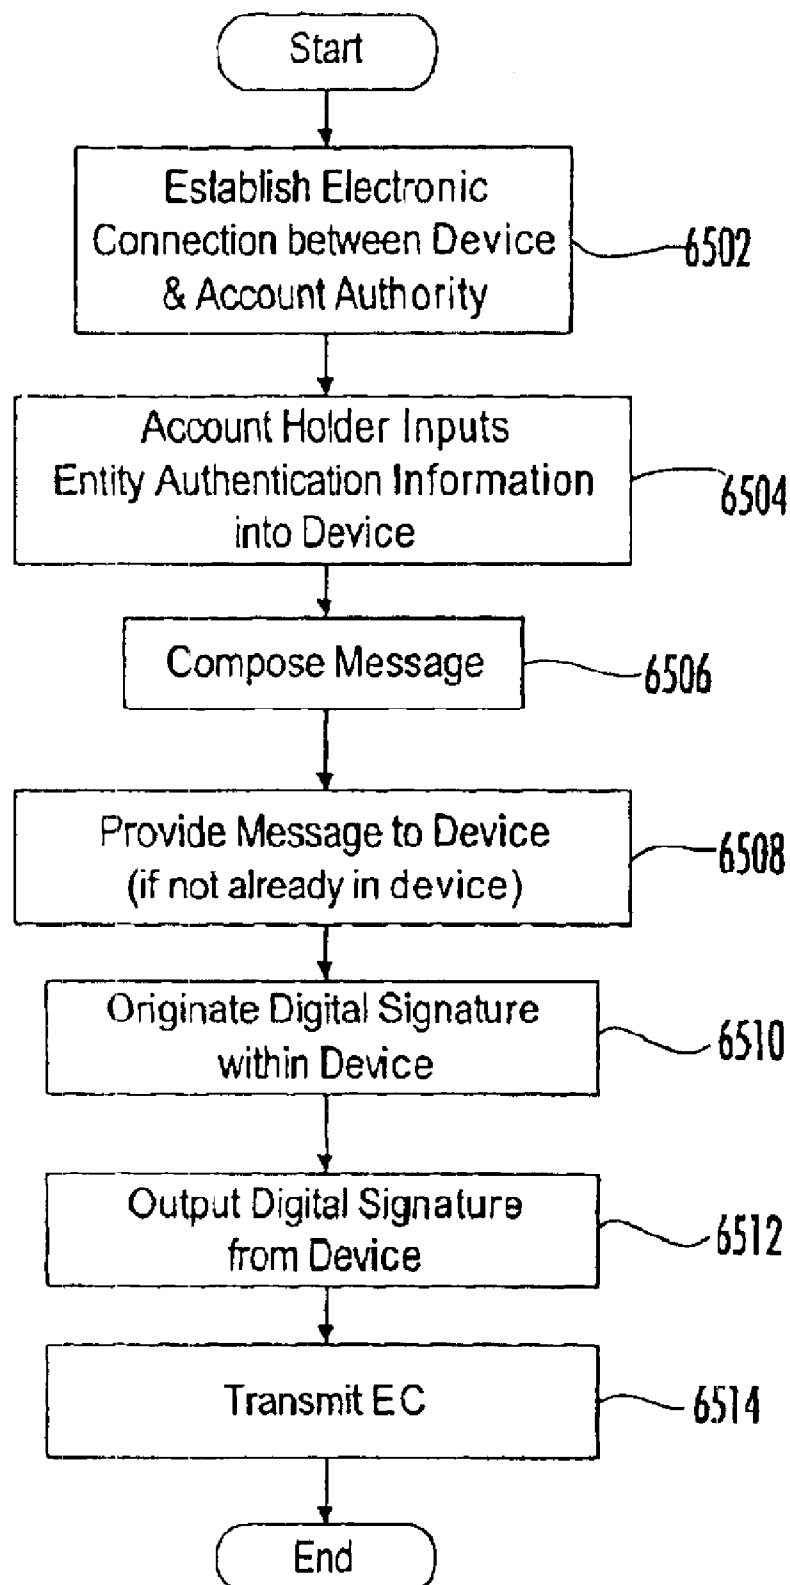 Start
Establish Electronic
Connection between Device
& Account Authority
6502
Account Holder Inputs
Entity Authentication Information
into Device
6504
Compose Message
6506
Provide Message to Device
(if not already in device)
6508
Originate Digital Signature
within Device
6510
Output Digital Signature
from Device
6512
Transmit EC
6514
End